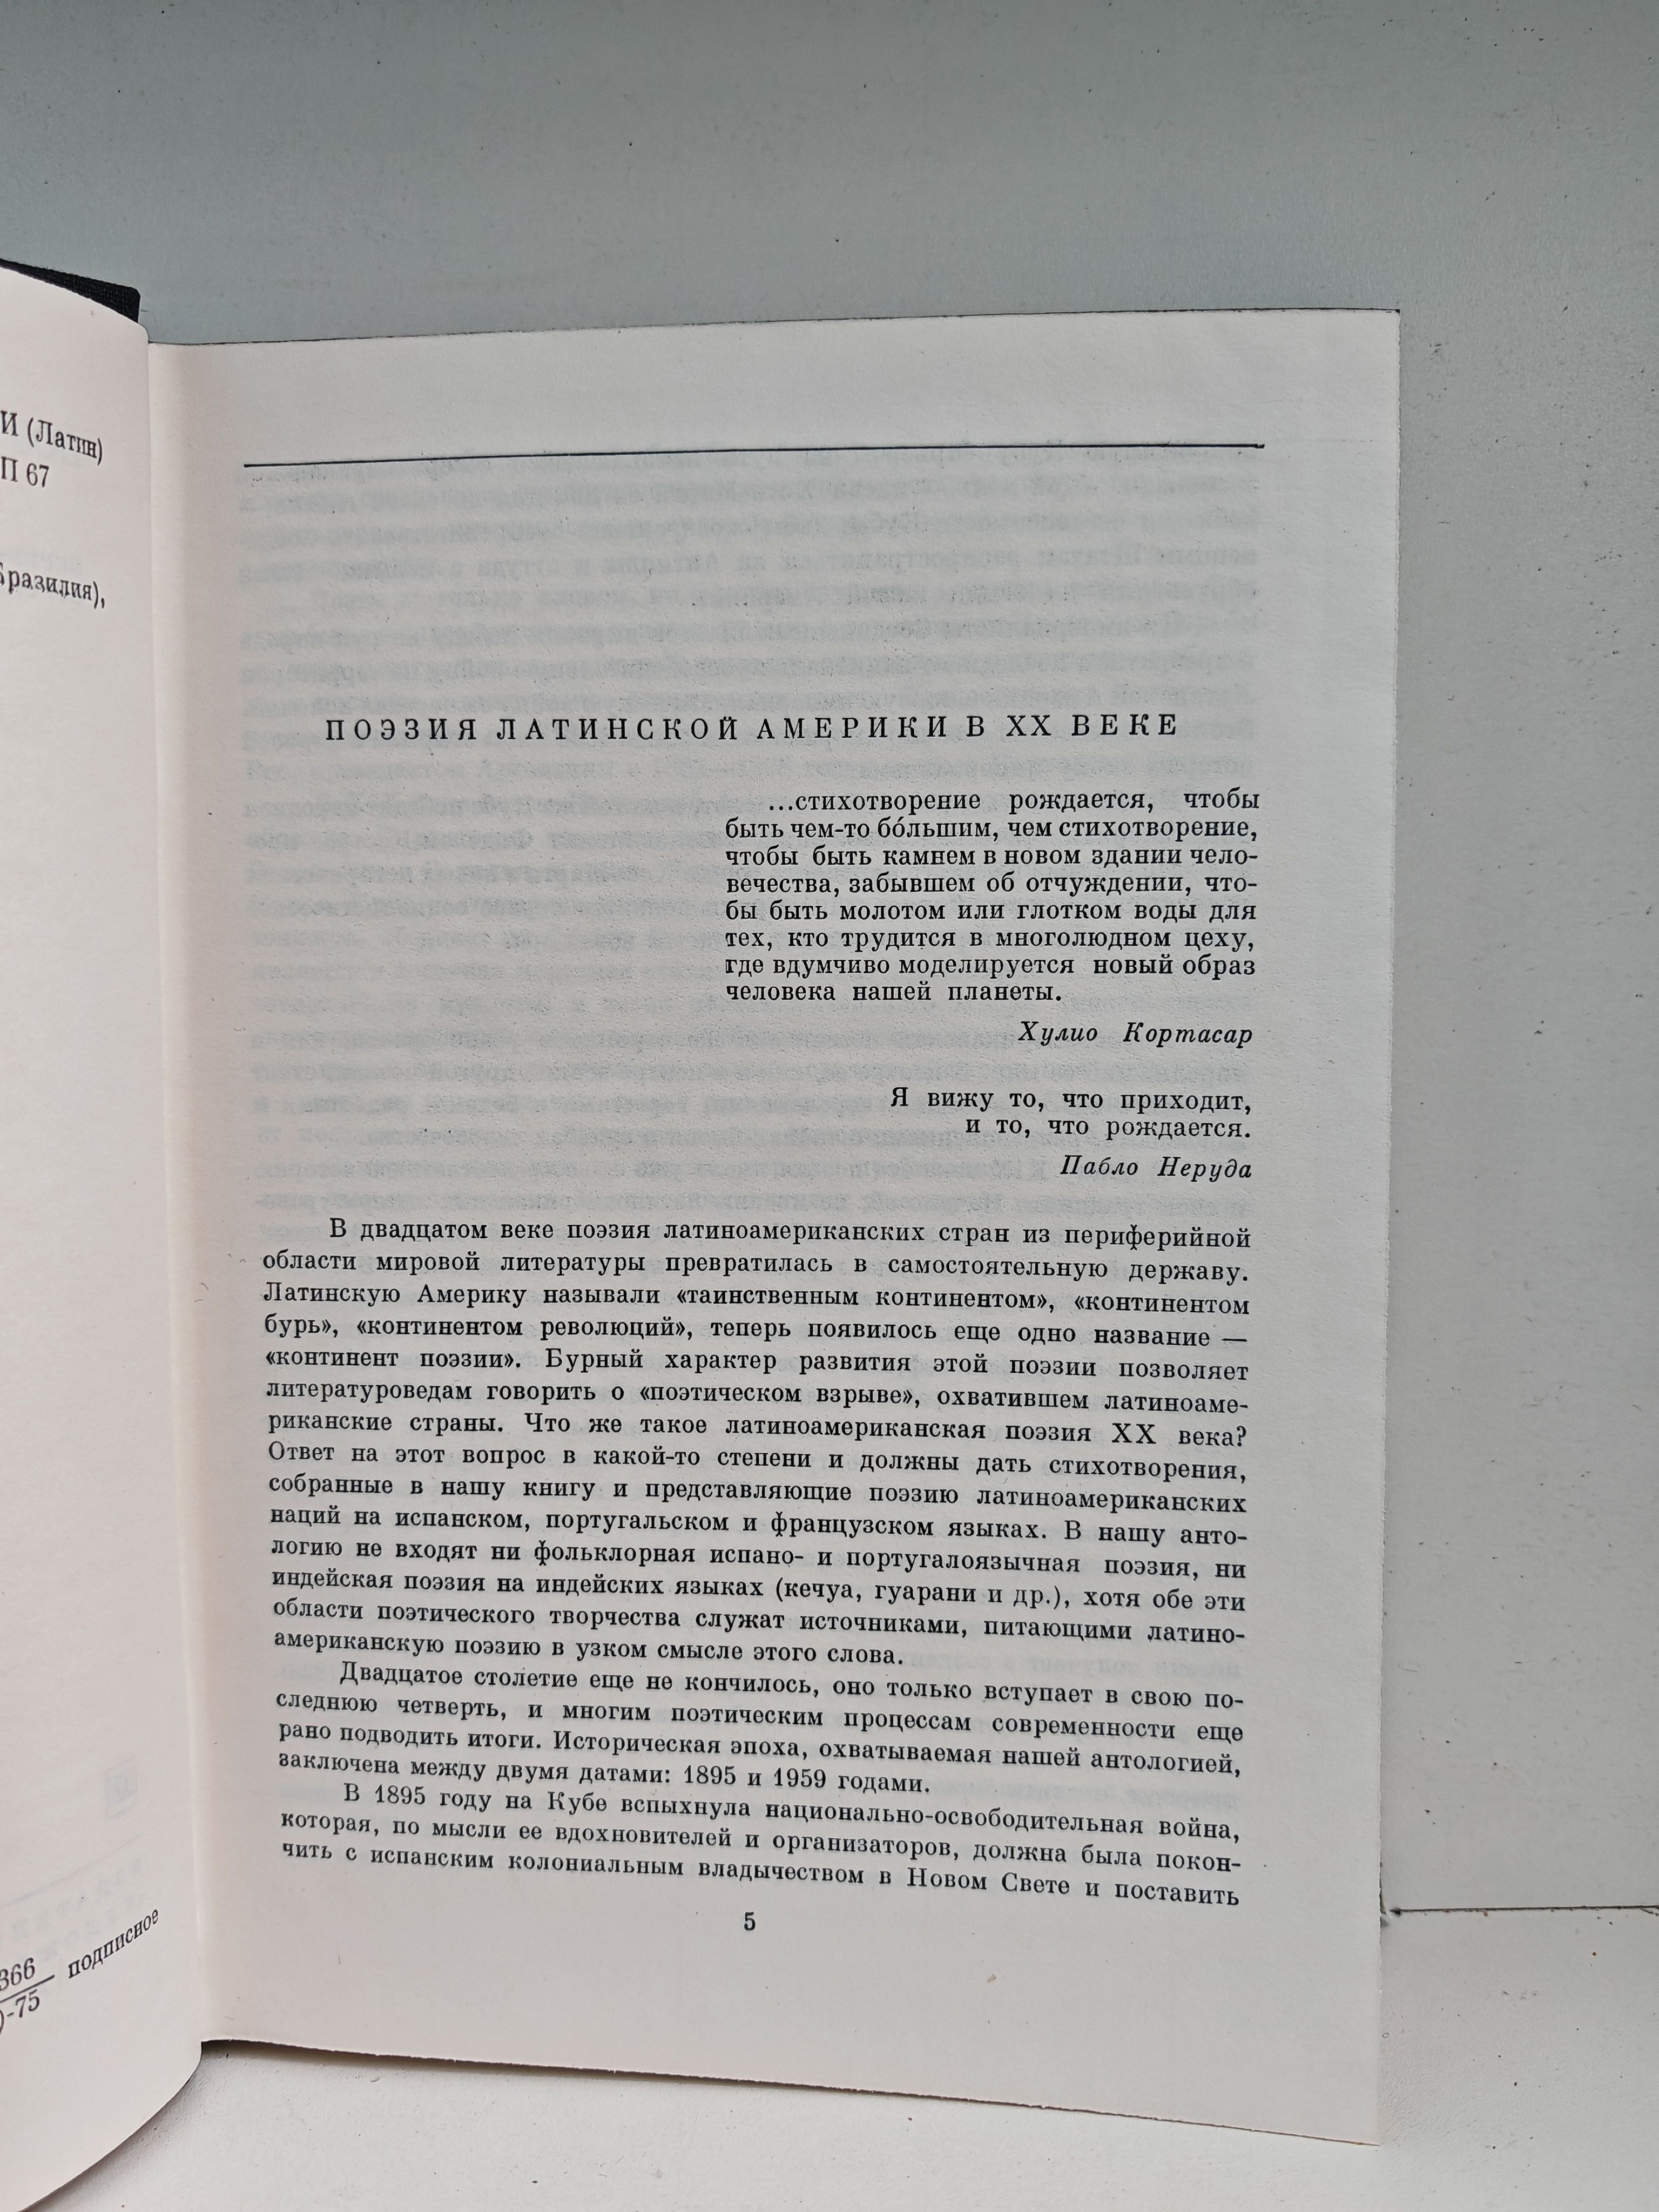 И (Латин)
П 67
Бразилия),
366
)-75
подписное
ПОЭЗИЯ ЛАТИНСКОЙ АМЕРИКИ В XX ВЕКЕ
...стихотворение рождается, чтобы
быть чем-то бо́льшим, чем стихотворение,
чтобы быть камнем в новом здании чело-
вечества, забывшем об отчуждении, что-
бы быть молотом или глотком воды для
тех, кто трудится в многолюдном цеху,
где вдумчиво моделируется новый образ
человека нашей планеты.
Хулио Кортасар
Я вижу то, что приходит,
и то, что рождается.
Пабло Неруда
В двадцатом веке поэзия латиноамериканских стран из периферийной
области мировой литературы превратилась в самостоятельную державу.
Латинскую Америку называли «таинственным континентом», «континентом
бурь», «континентом революций», теперь появилось еще одно название —
«континент поэзии». Бурный характер развития этой поэзии позволяет
литературоведам говорить о «поэтическом взрыве», охватившем латиноаме-
риканские страны. Что же такое латиноамериканская поэзия XX века?
Ответ на этот вопрос в какой-то степени и должны дать стихотворения,
собранные в нашу книгу и представляющие поэзию латиноамериканских
наций на испанском, португальском и французском языках. В нашу анто-
логию не входят ни фольклорная испано- и португалоязычная поэзия, ни
индейская поэзия на индейских языках (кечуа, гуарани и др.), хотя обе эти
области поэтического творчества служат источниками, питающими латино-
американскую поэзию в узком смысле этого слова.
Двадцатое столетие еще не кончилось, оно только вступает в свою по-
следнюю четверть, и многим поэтическим процессам современности еще
рано подводить итоги. Историческая эпоха, охватываемая нашей антологией,
заключена между двумя датами: 1895 и 1959 годами.
В 1895 году на Кубе вспыхнула национально-освободительная война,
которая, по мысли ее вдохновителей и организаторов, должна была покон-
чить с испанским колониальным владычеством в Новом Свете и поставить
5